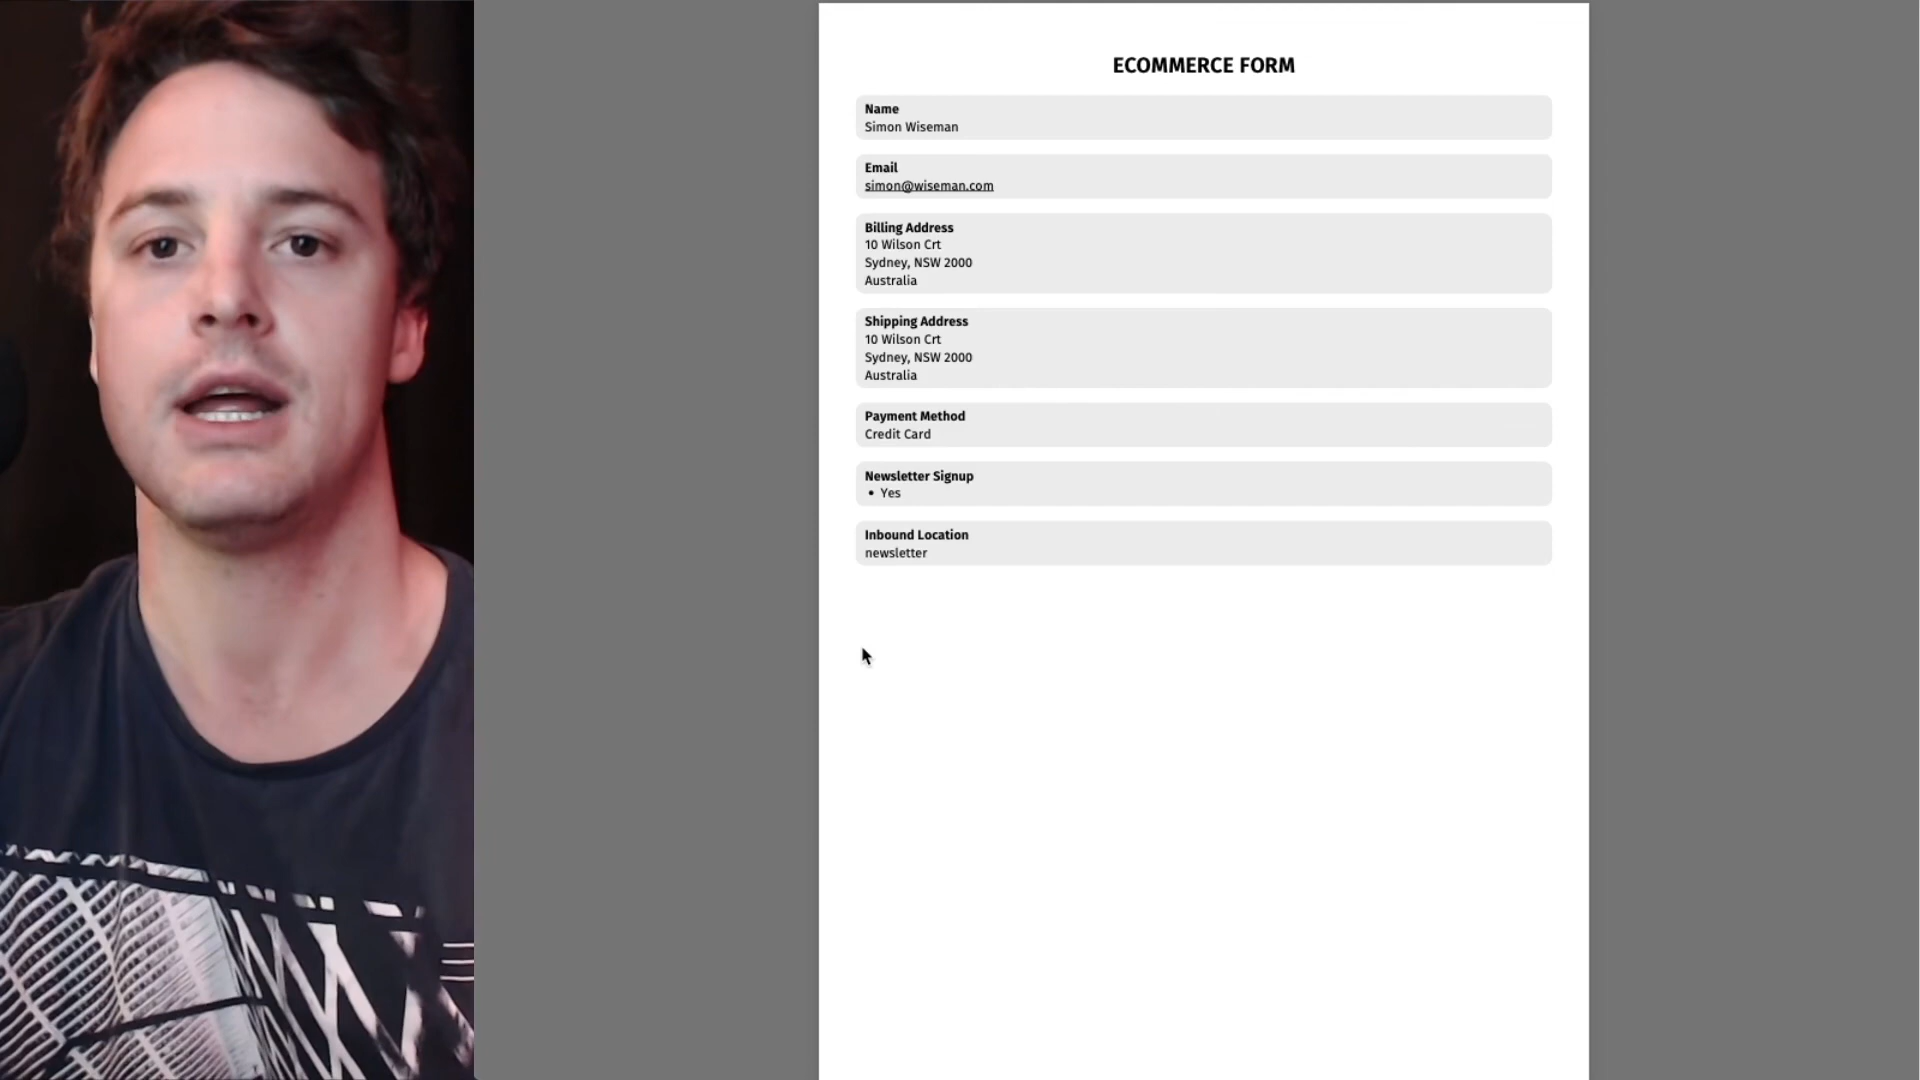 ECOMMERCE FORM
Name
Simon Wiseman
Email
simon@wiseman.com
Billing Address
10 Wilson Crt
Sydney, NSW 2000
Australia
Shipping Address
10 Wilson Crt
Sydney, NSW 2000
Australia
Payment Method
Credit Card
Newsletter Signup
• Yes
Inbound Location
newsletter